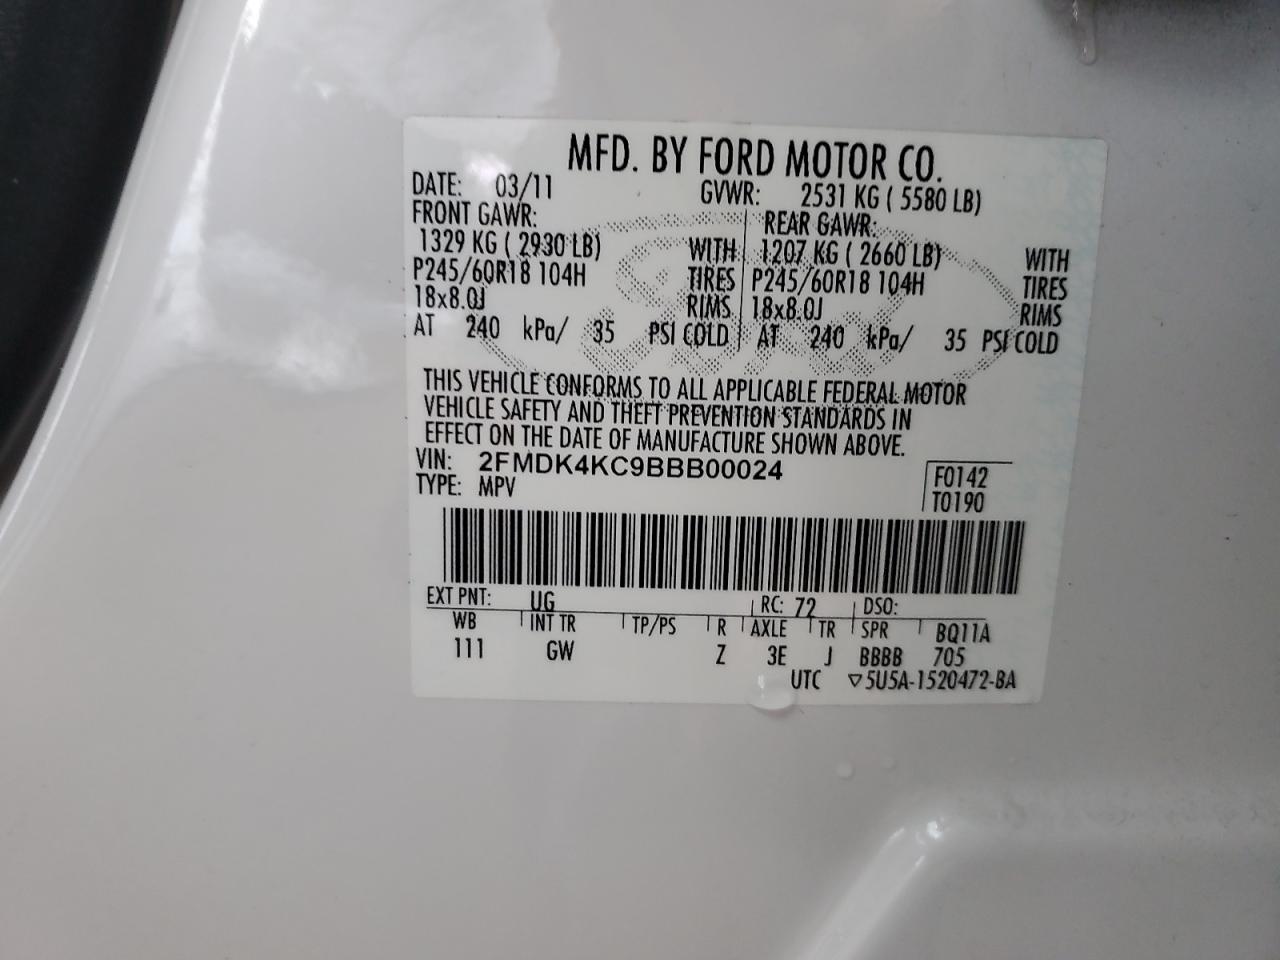 MFD. BY FORD MOTOR CO.
DATE: 03/11 GVWR: 2531 KG ( 5580 LB)
FRONT GAWR: REAR GAWR:
1329 KG ( 2930 LB) WITH 1207 KG ( 2660 LB) WITH
P245/60R18 104H TIRES P245/60R18 104H TIRES
18x8.0J RIMS 18x8.0J RIMS
AT 240 kPa/ 35 PSI COLD AT 240 kPa/ 35 PSI COLD
THIS VEHICLE CONFORMS TO ALL APPLICABLE FEDERAL MOTOR
VEHICLE SAFETY AND THEFT PREVENTION STANDARDS IN
EFFECT ON THE DATE OF MANUFACTURE SHOWN ABOVE.
VIN: 2FMDK4KC9BBB00024 F0142
TYPE: MPV T0190
EXT PNT: UG RC: 72 DSO:
WB INT TR TP/PS R AXLE TR SPR BQ11A
111 GW Z 3E J BBBB 705
UTC ▽5U5A-1520472-BA